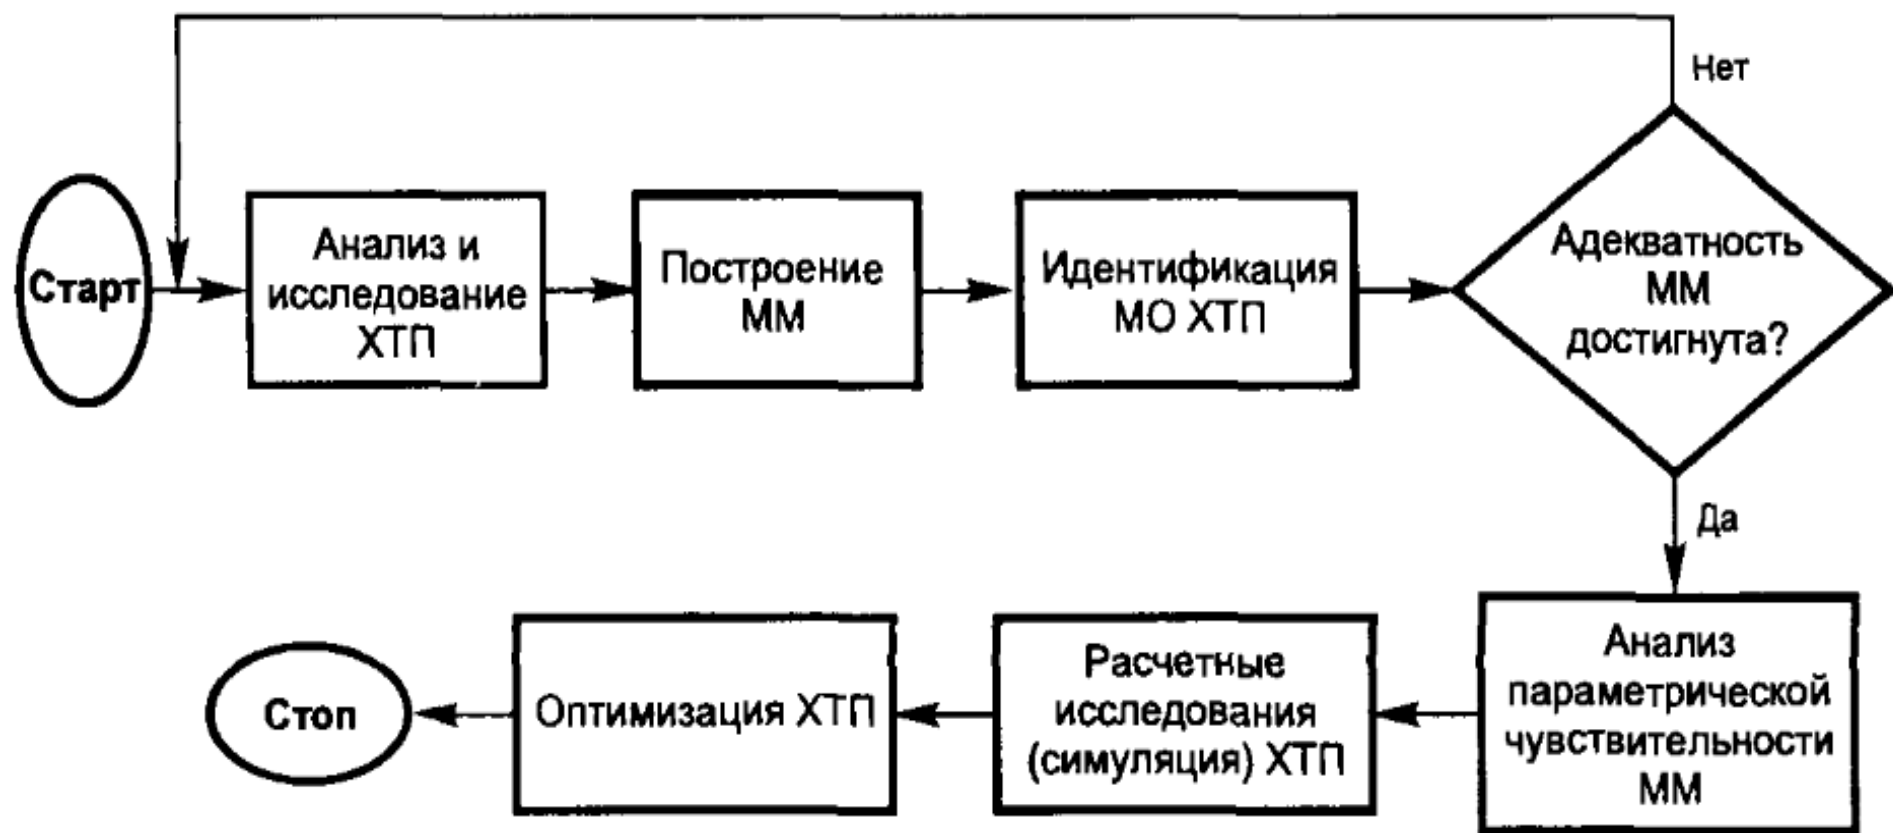 Нет
Старт
Анализ и
исследование
ХТП
Построение
ММ
Идентификация
МО ХТП
Адекватность
ММ
достигнута?
Да
Анализ
параметрической
чувствительности
ММ
Расчетные
исследования
(симуляция) ХТП
Оптимизация ХТП
Стоп